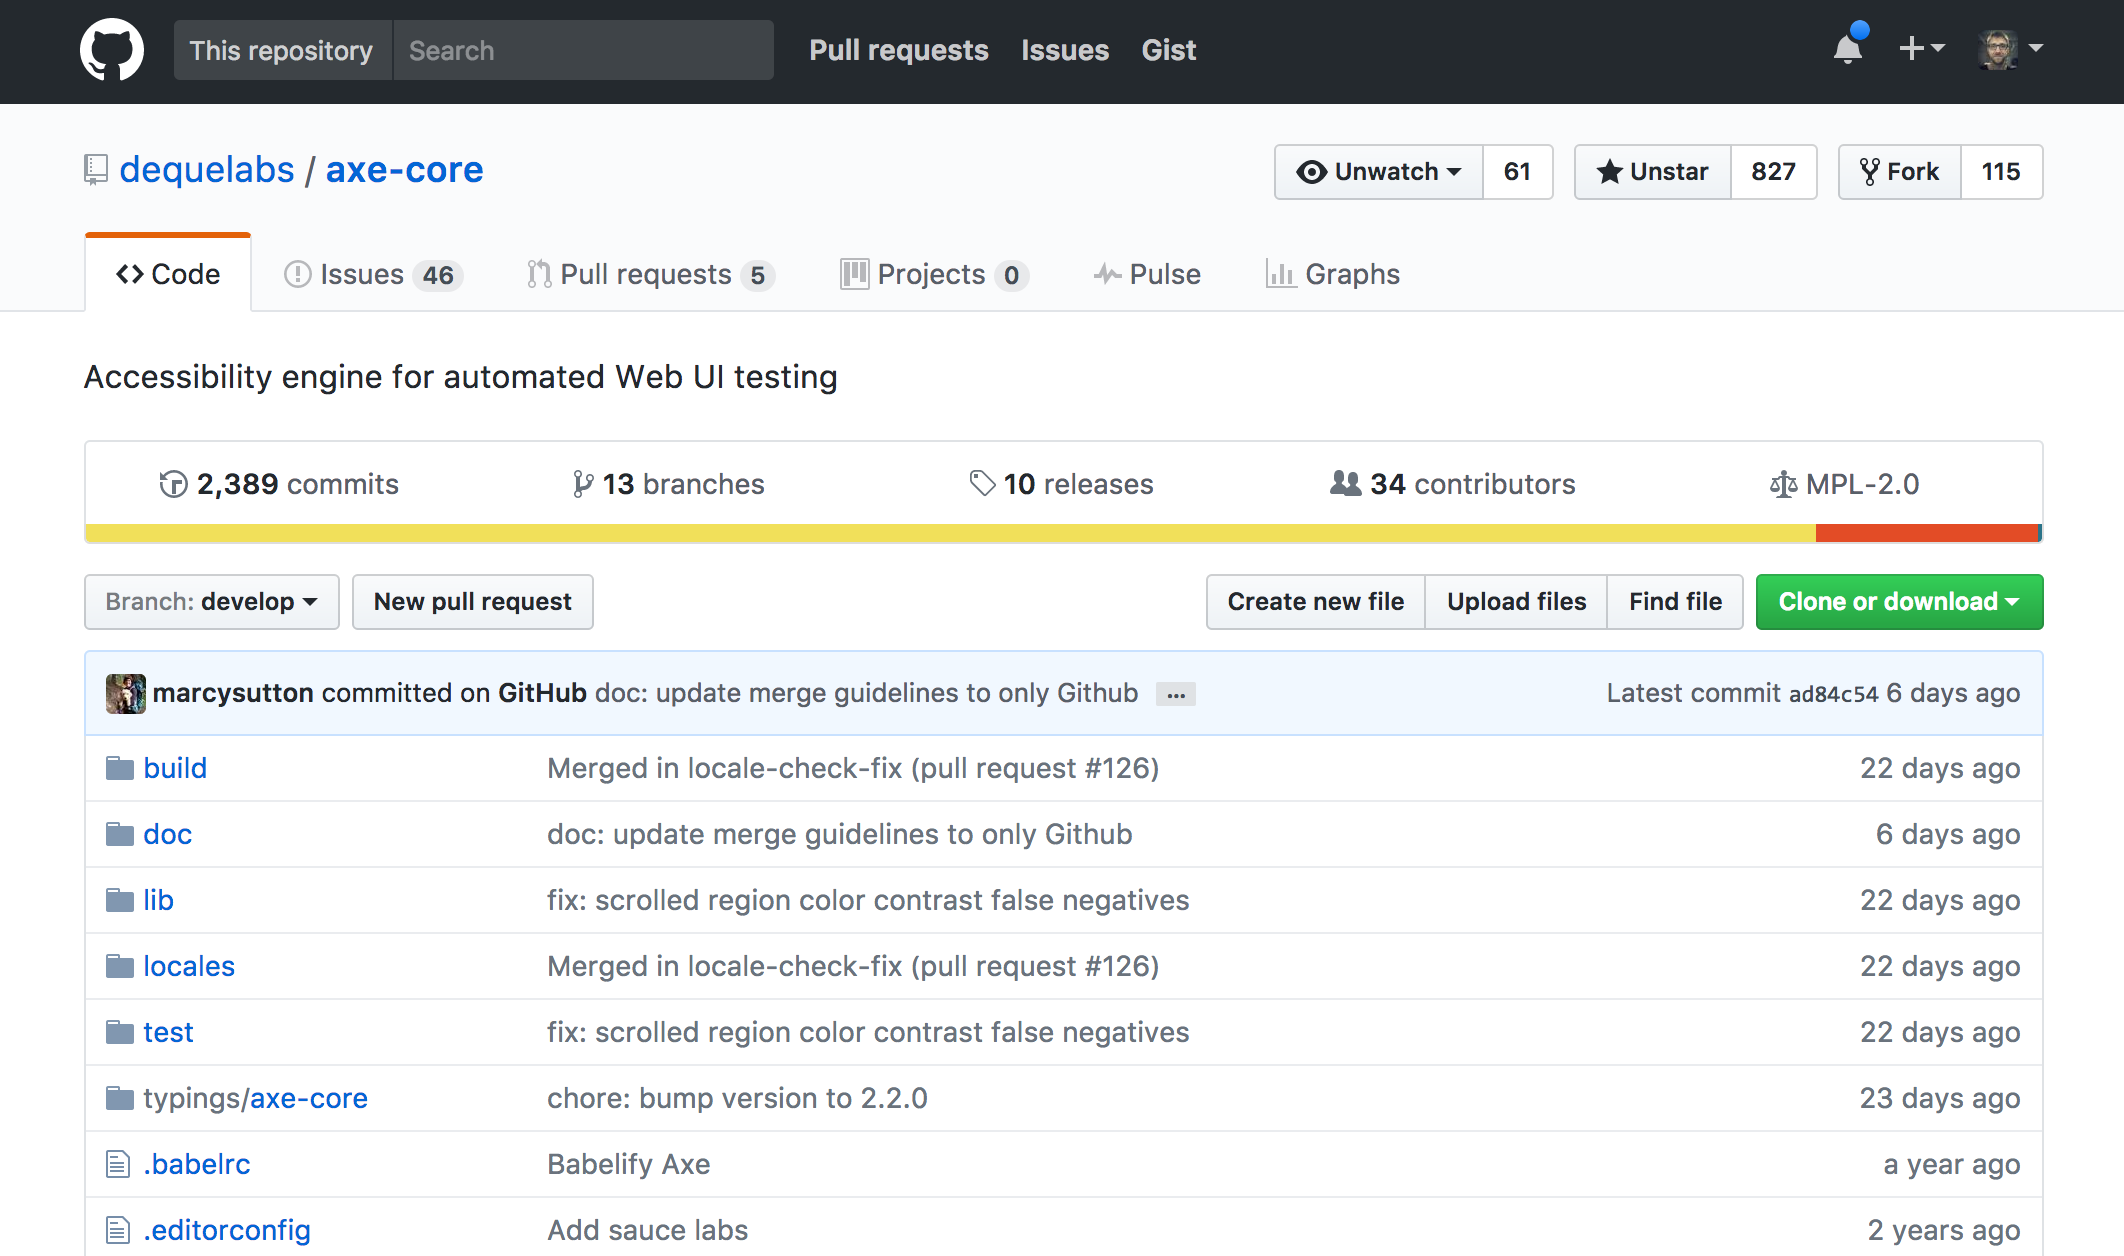 This repository Search Pull requests Issues Gist
dequelabs / axe-core Unwatch 61 Unstar 827 Fork 115
Code Issues 46 Pull requests 5 Projects 0 Pulse Graphs
Accessibility engine for automated Web UI testing
2,389 commits 13 branches 10 releases 34 contributors MPL-2.0
Branch: develop New pull request Create new file Upload files Find file Clone or download
marcysutton committed on GitHub doc: update merge guidelines to only Github … Latest commit ad84c54 6 days ago
build Merged in locale-check-fix (pull request #126) 22 days ago
doc doc: update merge guidelines to only Github 6 days ago
lib fix: scrolled region color contrast false negatives 22 days ago
locales Merged in locale-check-fix (pull request #126) 22 days ago
test fix: scrolled region color contrast false negatives 22 days ago
typings/axe-core chore: bump version to 2.2.0 23 days ago
.babelrc Babelify Axe a year ago
.editorconfig Add sauce labs 2 years ago